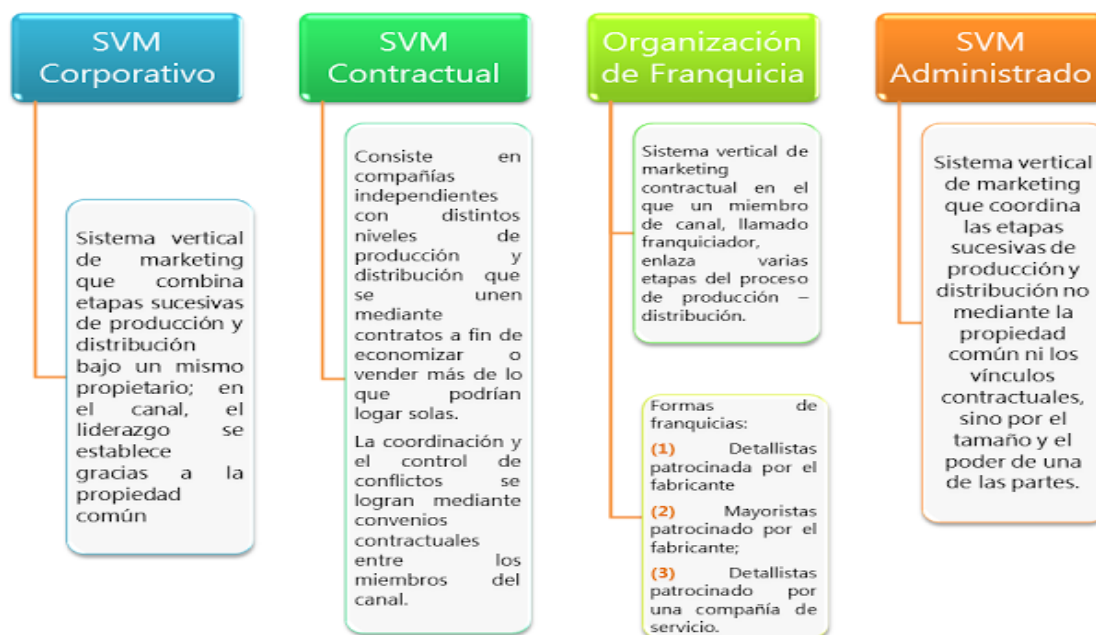 SVM
Corporativo
Sistema vertical
de marketing
que combina
etapas sucesivas
de producción y
distribución
bajo un mismo
propietario; en
el canal, el
liderazgo se
establece
gracias a la
propiedad
común
SVM
Contractual
Consiste en
compañías
independientes
con distintos
niveles de
producción y
distribución que
se unen
mediante
contratos a fin de
economizar o
vender más de lo
que podrían
logar solas.
La coordinación y
el control de
conflictos se
logran mediante
convenios
contractuales
entre los
miembros del
canal.
Organización
de Franquicia
Sistema vertical de
marketing
contractual en el
que un miembro
de canal, llamado
franquiciador,
enlaza varias
etapas del proceso
de producción –
distribución.
Formas de
franquicias:
(1) Detallistas
patrocinada por el
fabricante
(2) Mayoristas
patrocinado por el
fabricante;
(3) Detallistas
patrocinado por
una compañía de
servicio.
SVM
Administrado
Sistema vertical
de marketing
que coordina
las etapas
sucesivas de
producción y
distribución no
mediante la
propiedad
común ni los
vínculos
contractuales,
sino por el
tamaño y el
poder de una
de las partes.